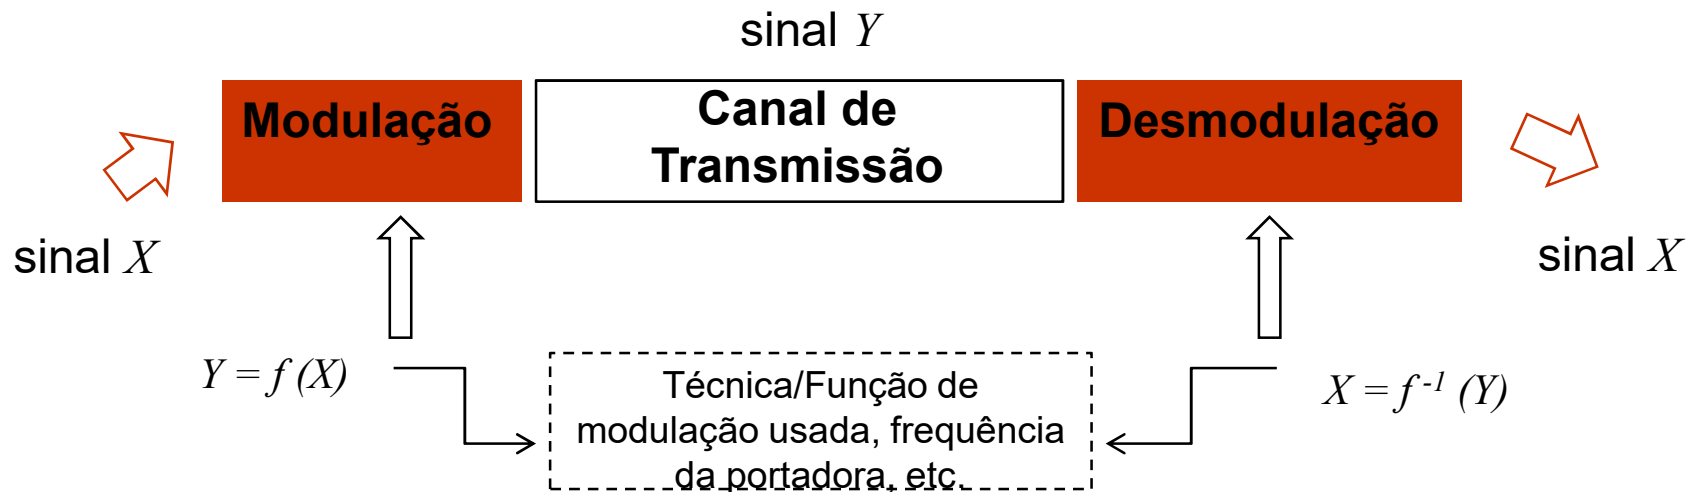 sinal Y
Modulação
Canal de
Transmissão
Desmodulação
sinal X
sinal X
Y = f (X)
Técnica/Função de
modulação usada, frequência
da portadora, etc.
X = f⁻¹ (Y)